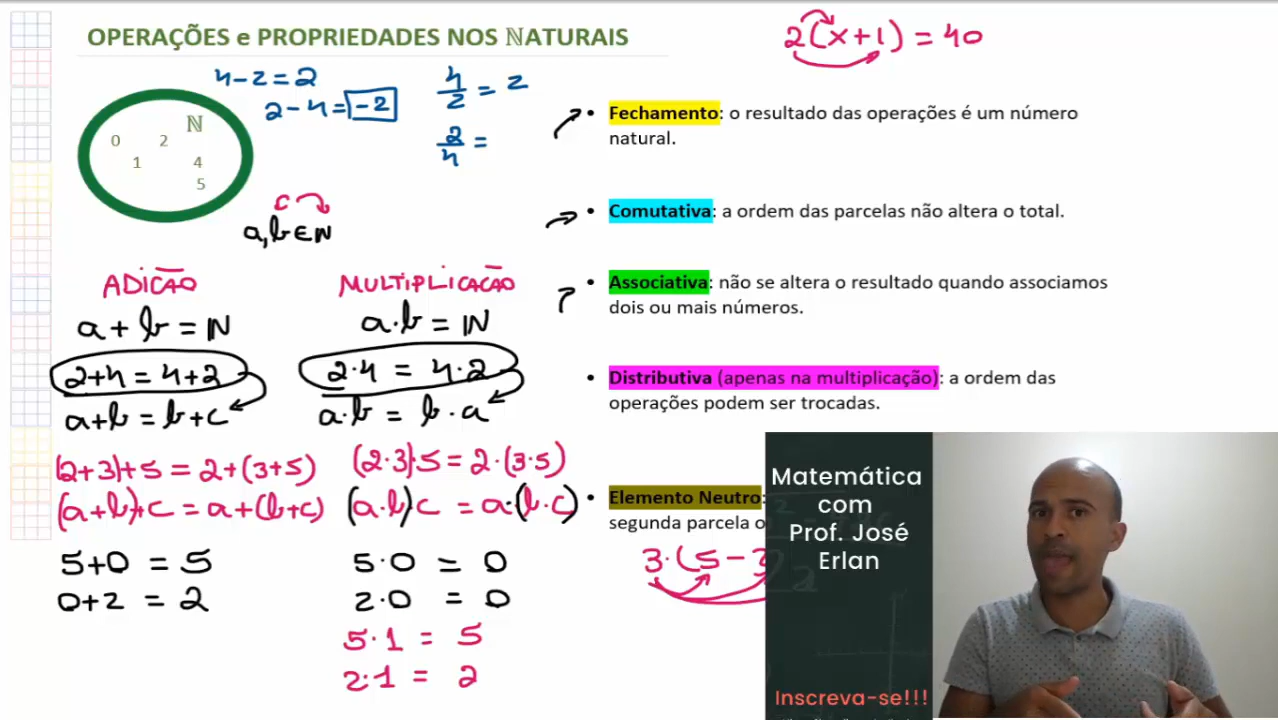 OPERAÇÕES e PROPRIEDADES NOS ℕATURAIS
2(x+1) = 40
4-2=2
2-4=-2
4/2 = 2
2/4 =
ℕ
0 2
1 4
5
c
a,b∈ℕ
Fechamento: o resultado das operações é um número
natural.
Comutativa: a ordem das parcelas não altera o total.
Associativa: não se altera o resultado quando associamos
dois ou mais números.
Distributiva (apenas na multiplicação): a ordem das
operações podem ser trocadas.
Elemento Neutro:
segunda parcela o
3·(5-3)
ADIÇÃO
a+b=ℕ
2+4=4+2
a+b=b+c
(2+3)+5=2+(3+5)
(a+b)+c=a+(b+c)
5+0=5
0+2=2
MULTIPLICAÇÃO
a·b=ℕ
2·4=4·2
a·b=b·a
(2·3)·5=2·(3·5)
(a·b)·c=a·(b·c)
5·0=0
2·0=0
5·1=5
2·1=2
Matemática
com
Prof. José
Erlan
Inscreva-se!!!